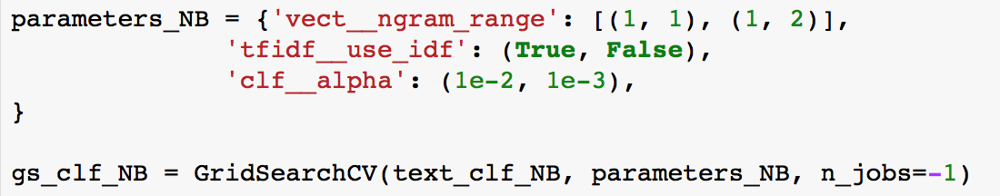 parameters_NB = {'vect__ngram_range': [(1, 1), (1, 2)],
'tfidf__use_idf': (True, False),
'clf__alpha': (1e-2, 1e-3),
}
gs_clf_NB = GridSearchCV(text_clf_NB, parameters_NB, n_jobs=-1)